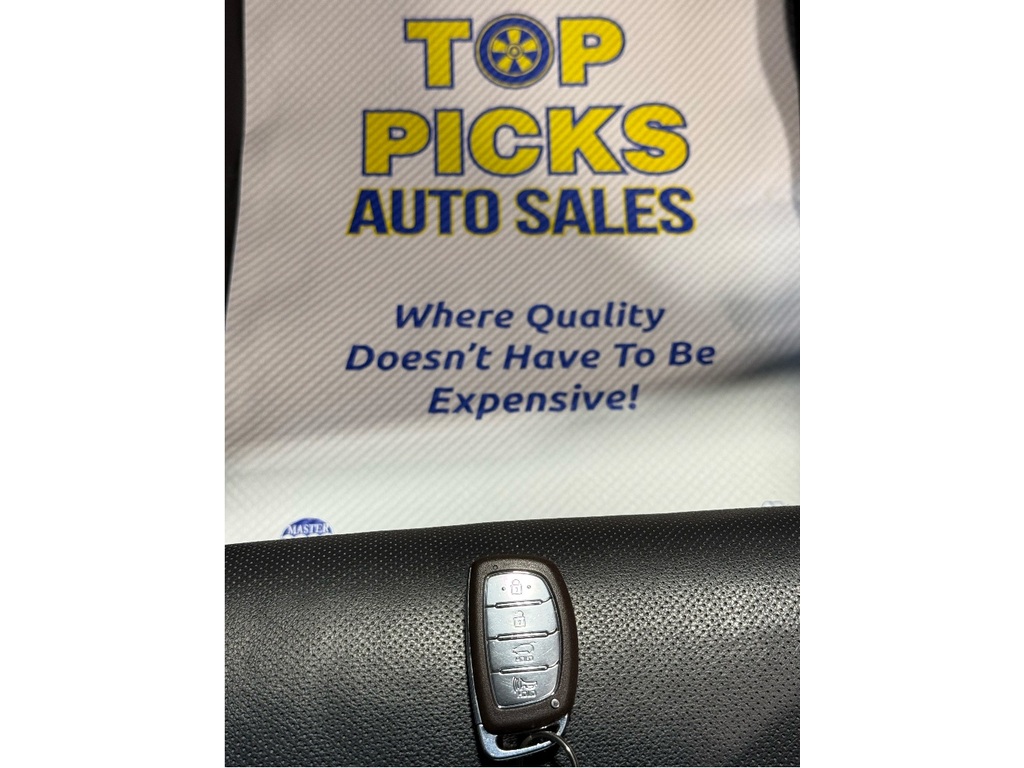 TOP
PICKS
AUTO SALES
Where Quality
Doesn't Have To Be
Expensive!
MASTER